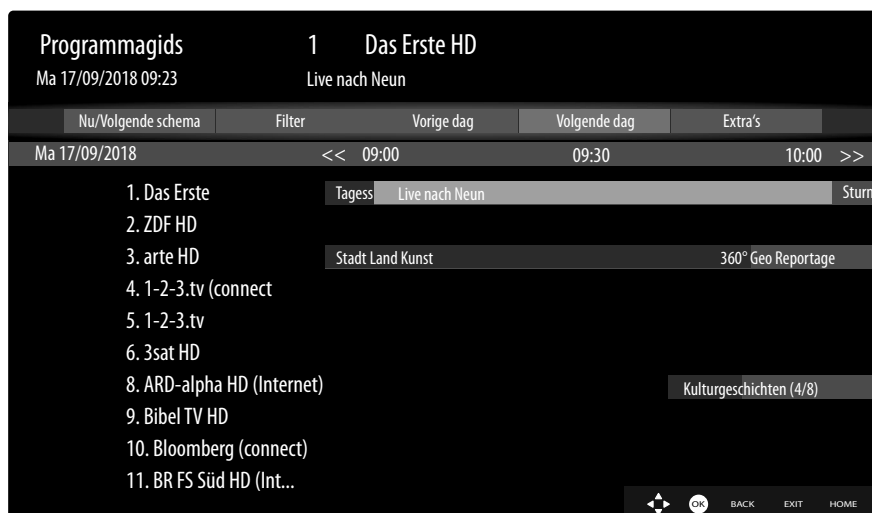 Programmagids 1 Das Erste HD
Ma 17/09/2018 09:23 Live nach Neun
Nu/Volgende schema Filter Vorige dag Volgende dag Extra's
Ma 17/09/2018 << 09:00 09:30 10:00 >>
1. Das Erste Tagess Live nach Neun Sturn
2. ZDF HD
3. arte HD Stadt Land Kunst 360° Geo Reportage
4. 1-2-3.tv (connect
5. 1-2-3.tv
6. 3sat HD
8. ARD-alpha HD (Internet) Kulturgeschichten (4/8)
9. Bibel TV HD
10. Bloomberg (connect)
11. BR FS Süd HD (Int...
OK BACK EXIT HOME